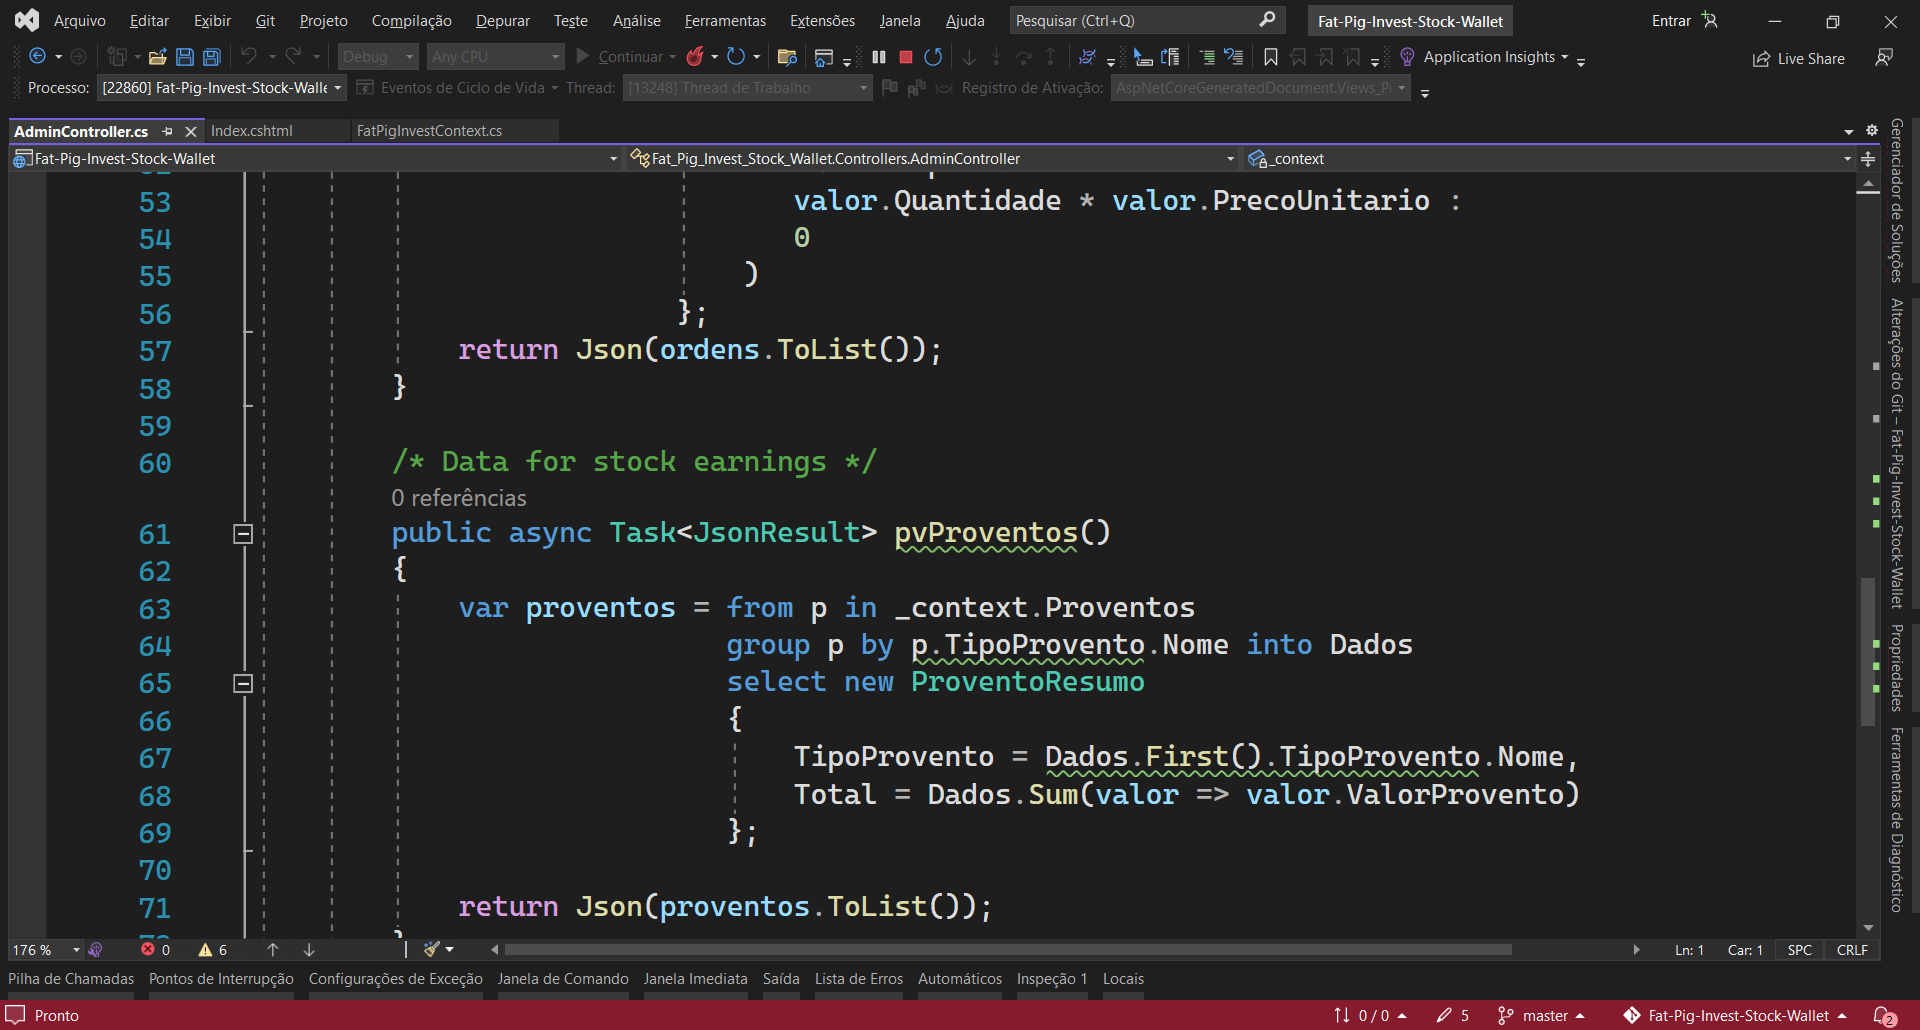 Arquivo Editar Exibir Git Projeto Compilação Depurar Teste Análise Ferramentas Extensões Janela Ajuda Pesquisar (Ctrl+Q) Fat-Pig-Invest-Stock-Wallet Entrar
Debug Any CPU Continuar Application Insights Live Share
Processo: [22860] Fat-Pig-Invest-Stock-Walle Eventos de Ciclo de Vida Thread: [13248] Thread de Trabalho Registro de Ativação: AspNetCoreGeneratedDocument.Views_Pr
AdminController.cs Index.cshtml FatPigInvestContext.cs
Fat-Pig-Invest-Stock-Wallet Fat_Pig_Invest_Stock_Wallet.Controllers.AdminController _context
53 valor.Quantidade * valor.PrecoUnitario :
54 0
55 )
56 };
57 return Json(ordens.ToList());
58 }
59
60 /* Data for stock earnings */
0 referências
61 public async Task<JsonResult> pvProventos()
62 {
63 var proventos = from p in _context.Proventos
64 group p by p.TipoProvento.Nome into Dados
65 select new ProventoResumo
66 {
67 TipoProvento = Dados.First().TipoProvento.Nome,
68 Total = Dados.Sum(valor => valor.ValorProvento)
69 };
70
71 return Json(proventos.ToList());
176 % 0 6 Ln: 1 Car: 1 SPC CRLF
Pilha de Chamadas Pontos de Interrupção Configurações de Exceção Janela de Comando Janela Imediata Saída Lista de Erros Automáticos Inspeção 1 Locais
Pronto 0 / 0 5 master Fat-Pig-Invest-Stock-Wallet 2
Gerenciador de Soluções
Alterações do Git – Fat-Pig-Invest-Stock-Wallet
Propriedades
Ferramentas de Diagnóstico